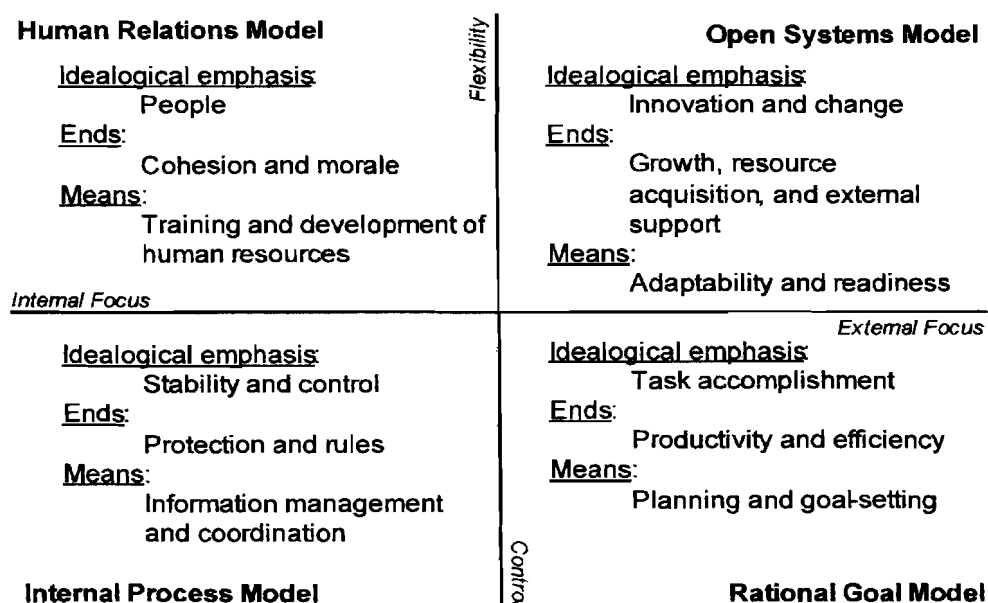 Human Relations Model
Idealogical emphasis:
People
Ends:
Cohesion and morale
Means:
Training and development of
human resources
Flexibility
Open Systems Model
Idealogical emphasis:
Innovation and change
Ends:
Growth, resource
acquisition, and external
support
Means:
Adaptability and readiness
Internal Focus
External Focus
Idealogical emphasis:
Stability and control
Ends:
Protection and rules
Means:
Information management
and coordination
Internal Process Model
Control
Idealogical emphasis:
Task accomplishment
Ends:
Productivity and efficiency
Means:
Planning and goal-setting
Rational Goal Model